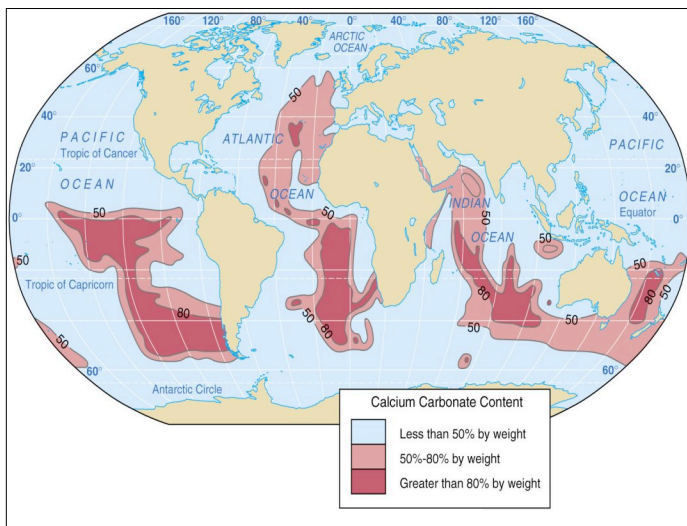 160° 120° 80° 40° 0° 40° 80° 120° 160°
ARCTIC
OCEAN
60°
50
40°
PACIFIC
Tropic of Cancer
ATLANTIC
PACIFIC
20°
20°
OCEAN
OCEAN
INDIAN
OCEAN
Equator
0°
50
50
50
OCEAN
50
0°
50
50
50
Tropic of Capricorn
80
80
80
80
50
50
50
50
60°
60°
Antarctic Circle
Calcium Carbonate Content
Less than 50% by weight
50%-80% by weight
Greater than 80% by weight